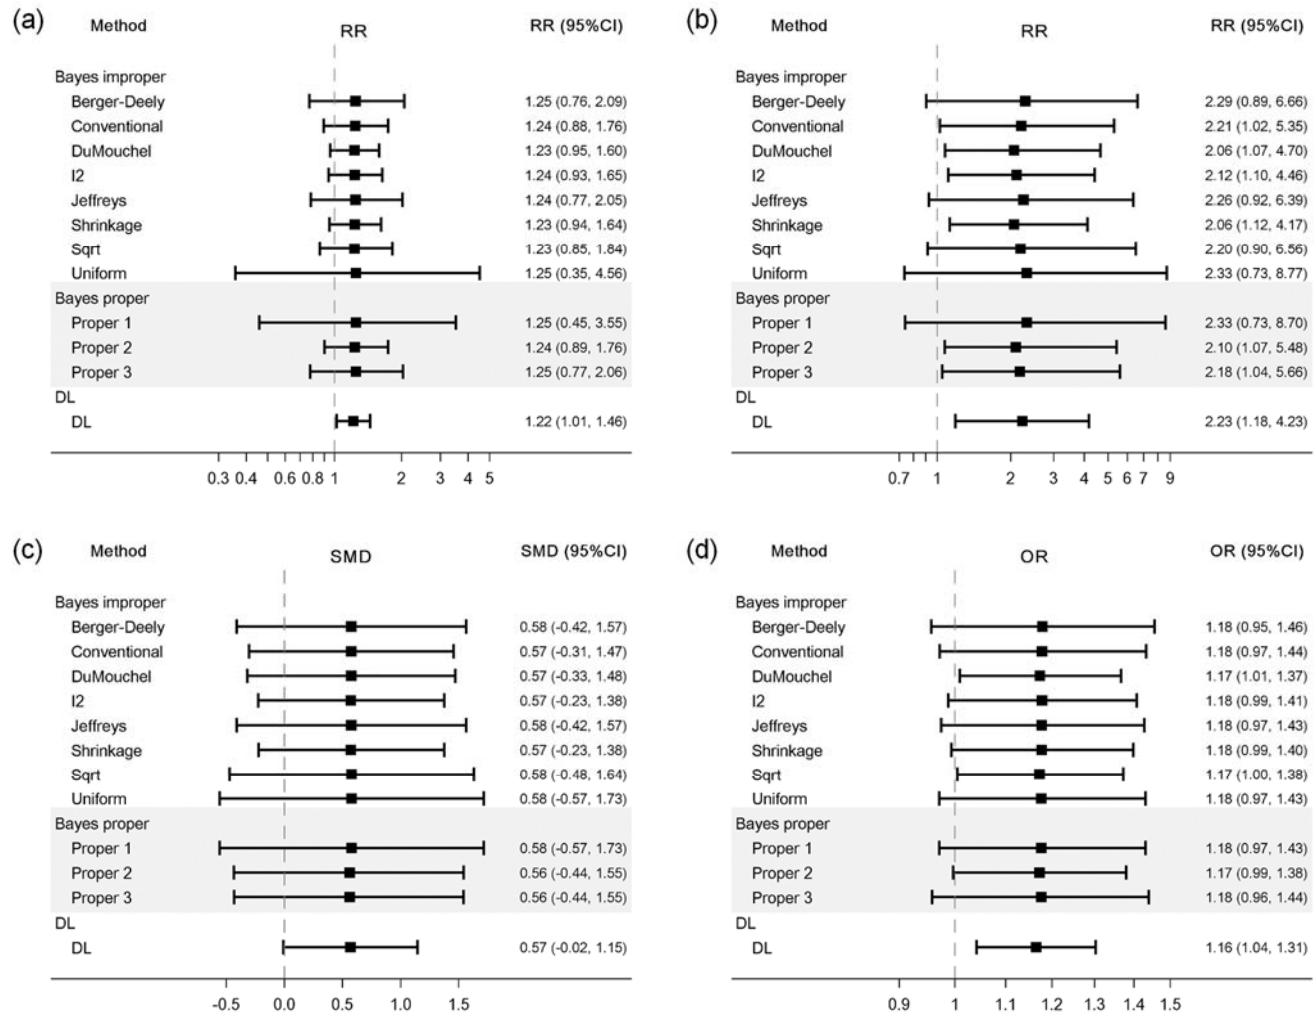 (a) Method RR RR (95%CI)
Bayes improper
Berger-Deely 1.25 (0.76, 2.09)
Conventional 1.24 (0.88, 1.76)
DuMouchel 1.23 (0.95, 1.60)
I2 1.24 (0.93, 1.65)
Jeffreys 1.24 (0.77, 2.05)
Shrinkage 1.23 (0.94, 1.64)
Sqrt 1.23 (0.85, 1.84)
Uniform 1.25 (0.35, 4.56)
Bayes proper
Proper 1 1.25 (0.45, 3.55)
Proper 2 1.24 (0.89, 1.76)
Proper 3 1.25 (0.77, 2.06)
DL
DL 1.22 (1.01, 1.46)
0.3 0.4 0.6 0.8 1 2 3 4 5
(b) Method RR RR (95%CI)
Bayes improper
Berger-Deely 2.29 (0.89, 6.66)
Conventional 2.21 (1.02, 5.35)
DuMouchel 2.06 (1.07, 4.70)
I2 2.12 (1.10, 4.46)
Jeffreys 2.26 (0.92, 6.39)
Shrinkage 2.06 (1.12, 4.17)
Sqrt 2.20 (0.90, 6.56)
Uniform 2.33 (0.73, 8.77)
Bayes proper
Proper 1 2.33 (0.73, 8.70)
Proper 2 2.10 (1.07, 5.48)
Proper 3 2.18 (1.04, 5.66)
DL
DL 2.23 (1.18, 4.23)
0.7 1 2 3 4 5 6 7 9
(c) Method SMD SMD (95%CI)
Bayes improper
Berger-Deely 0.58 (-0.42, 1.57)
Conventional 0.57 (-0.31, 1.47)
DuMouchel 0.57 (-0.33, 1.48)
I2 0.57 (-0.23, 1.38)
Jeffreys 0.58 (-0.42, 1.57)
Shrinkage 0.57 (-0.23, 1.38)
Sqrt 0.58 (-0.48, 1.64)
Uniform 0.58 (-0.57, 1.73)
Bayes proper
Proper 1 0.58 (-0.57, 1.73)
Proper 2 0.56 (-0.44, 1.55)
Proper 3 0.56 (-0.44, 1.55)
DL
DL 0.57 (-0.02, 1.15)
-0.5 0.0 0.5 1.0 1.5
(d) Method OR OR (95%CI)
Bayes improper
Berger-Deely 1.18 (0.95, 1.46)
Conventional 1.18 (0.97, 1.44)
DuMouchel 1.17 (1.01, 1.37)
I2 1.18 (0.99, 1.41)
Jeffreys 1.18 (0.97, 1.43)
Shrinkage 1.18 (0.99, 1.40)
Sqrt 1.17 (1.00, 1.38)
Uniform 1.18 (0.97, 1.43)
Bayes proper
Proper 1 1.18 (0.97, 1.43)
Proper 2 1.17 (0.99, 1.38)
Proper 3 1.18 (0.96, 1.44)
DL
DL 1.16 (1.04, 1.31)
0.9 1 1.1 1.2 1.3 1.4 1.5